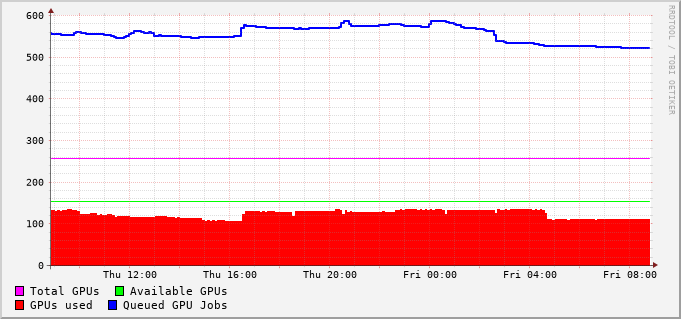 600
500
400
300
200
100
0
Thu 12:00 Thu 16:00 Thu 20:00 Fri 00:00 Fri 04:00 Fri 08:00
Total GPUs Available GPUs
GPUs used Queued GPU Jobs
RRDTOOL / TOBI OETIKER